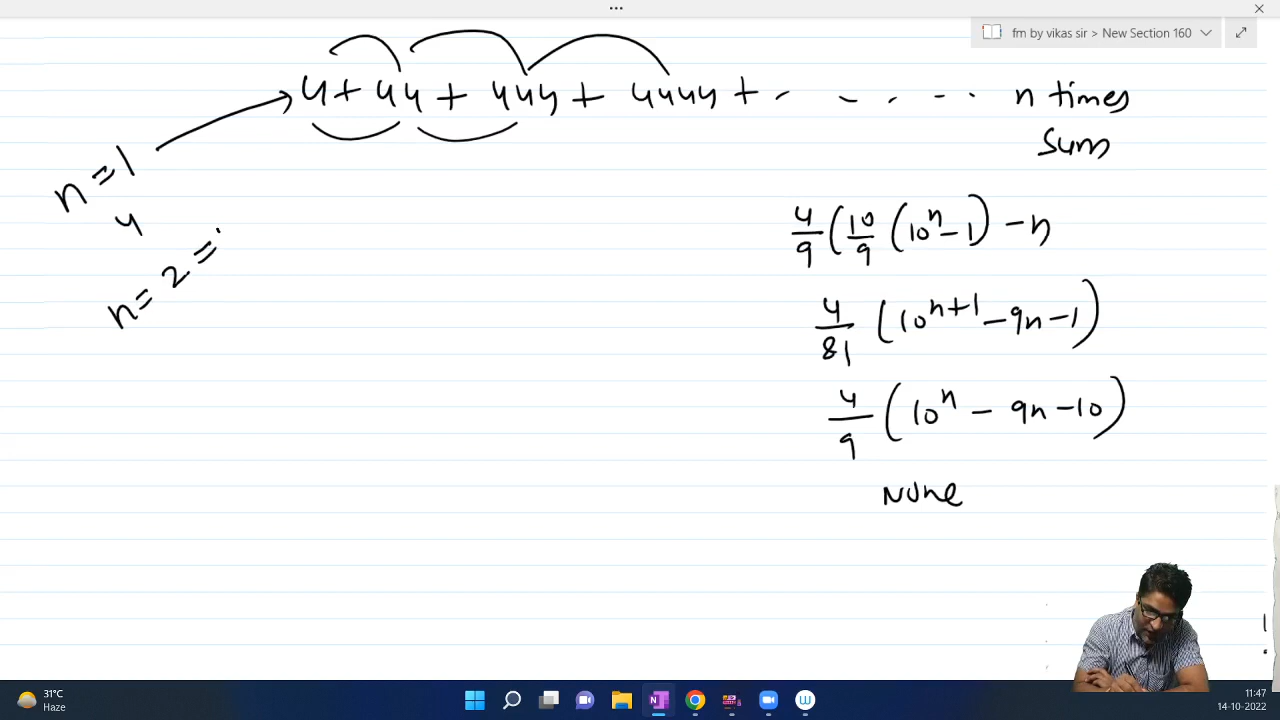 ...
fm by vikas sir > New Section 160
4 + 44 + 444 + 4444 + - - - - - - n times
Sum
n = 1
4
n = 2 =
4/9 (10/9 (10^n - 1) - n
4/81 (10^(n+1) - 9n - 1)
4/9 (10^n - 9n - 10)
None
31°C
Haze
11:47
14-10-2022